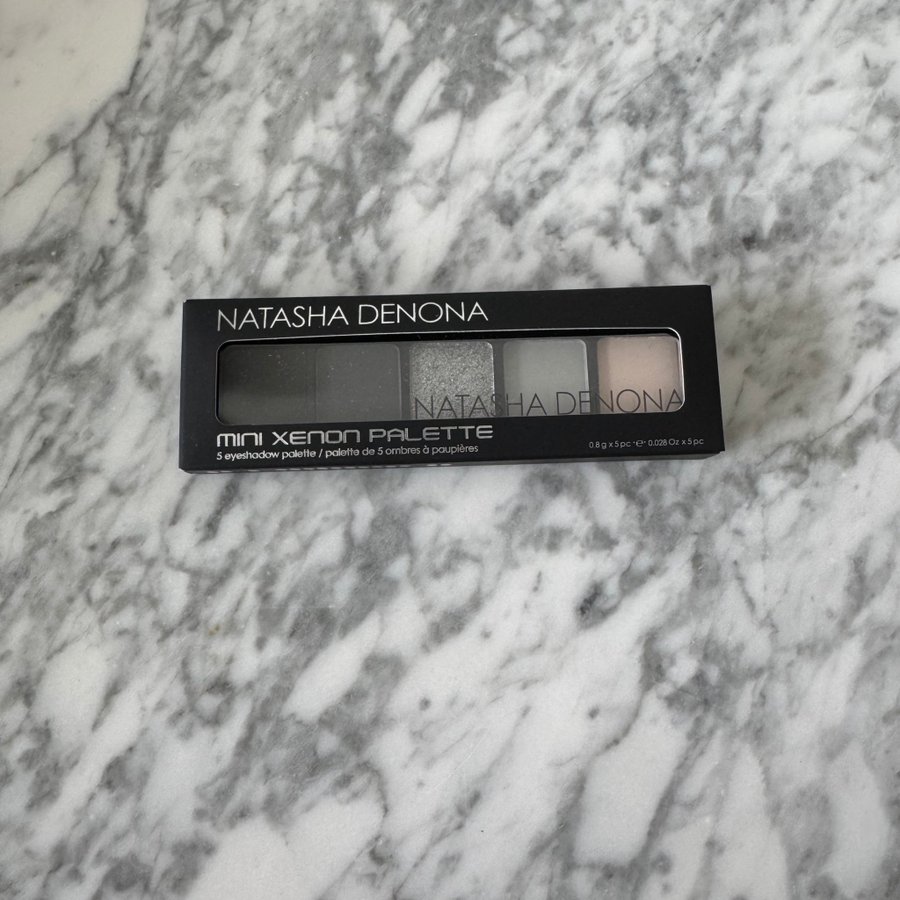 NATASHA DENONA
NATASHA DENONA
MINI XENON PALETTE
5 eyeshadow palette / palette de 5 ombres à paupières
0.8 g x 5 pc ℮ 0.028 Oz x 5 pc